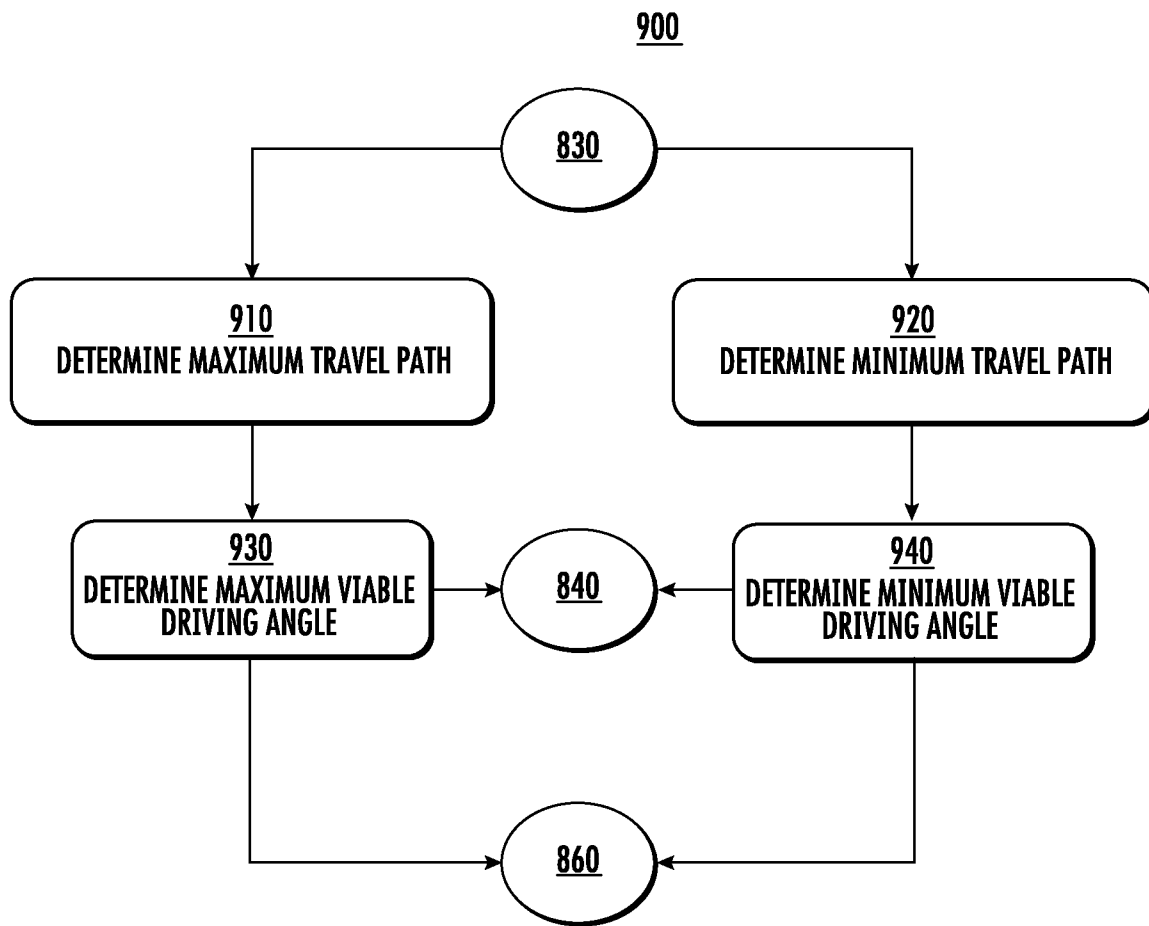 900
830
910
DETERMINE MAXIMUM TRAVEL PATH
920
DETERMINE MINIMUM TRAVEL PATH
930
DETERMINE MAXIMUM VIABLE
DRIVING ANGLE
840
940
DETERMINE MINIMUM VIABLE
DRIVING ANGLE
860